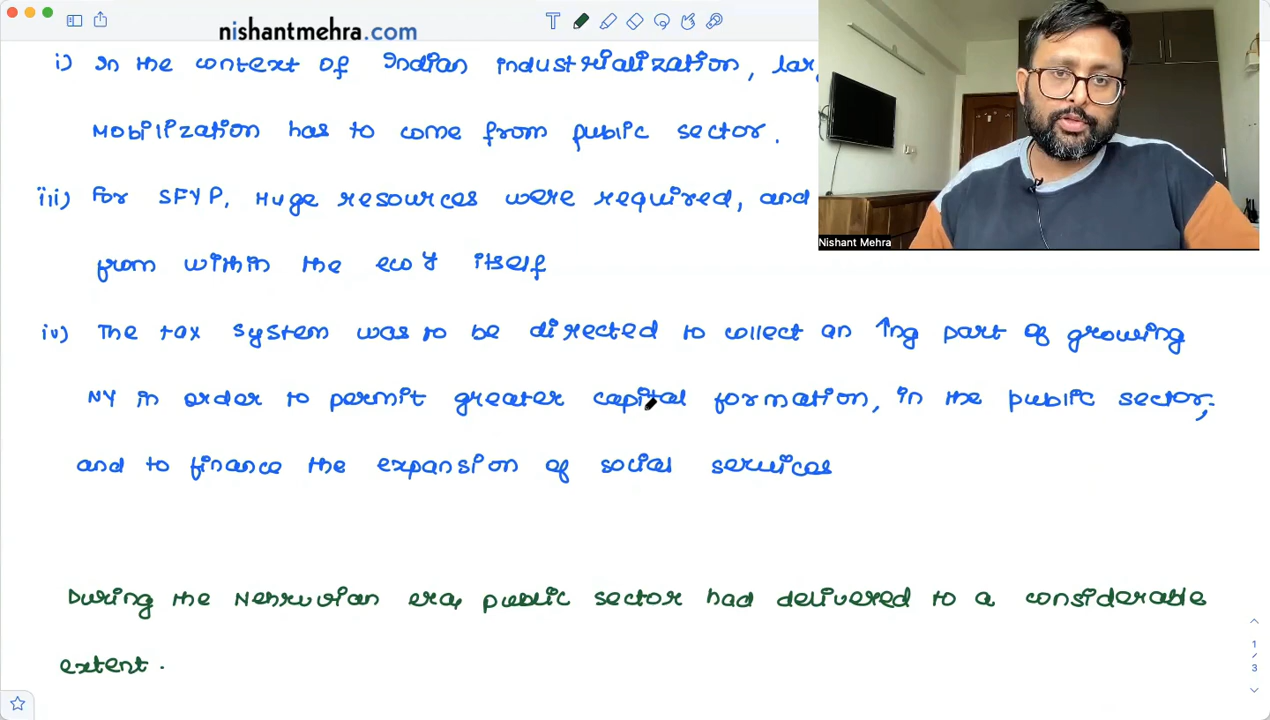 nishantmehra.com
i) In the context of Indian industrialization,
Mobilization has to come from public sector.
iii) For SFYP, Huge resources were required, and
from within the ecoy itself
iv) The tax system was to be directed to collect an ↑ing part of growing
NY in order to permit greater capital formation, in the public sector;
and to finance the expansion of social services
During the Nehruvian era, public sector had delivered to a considerable
extent.
Nishant Mehra
1
/
3